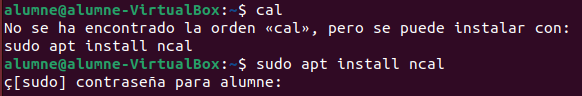 alumne@alumne-VirtualBox:~$ cal
No se ha encontrado la orden «cal», pero se puede instalar con:
sudo apt install ncal
alumne@alumne-VirtualBox:~$ sudo apt install ncal
ç[sudo] contraseña para alumne: